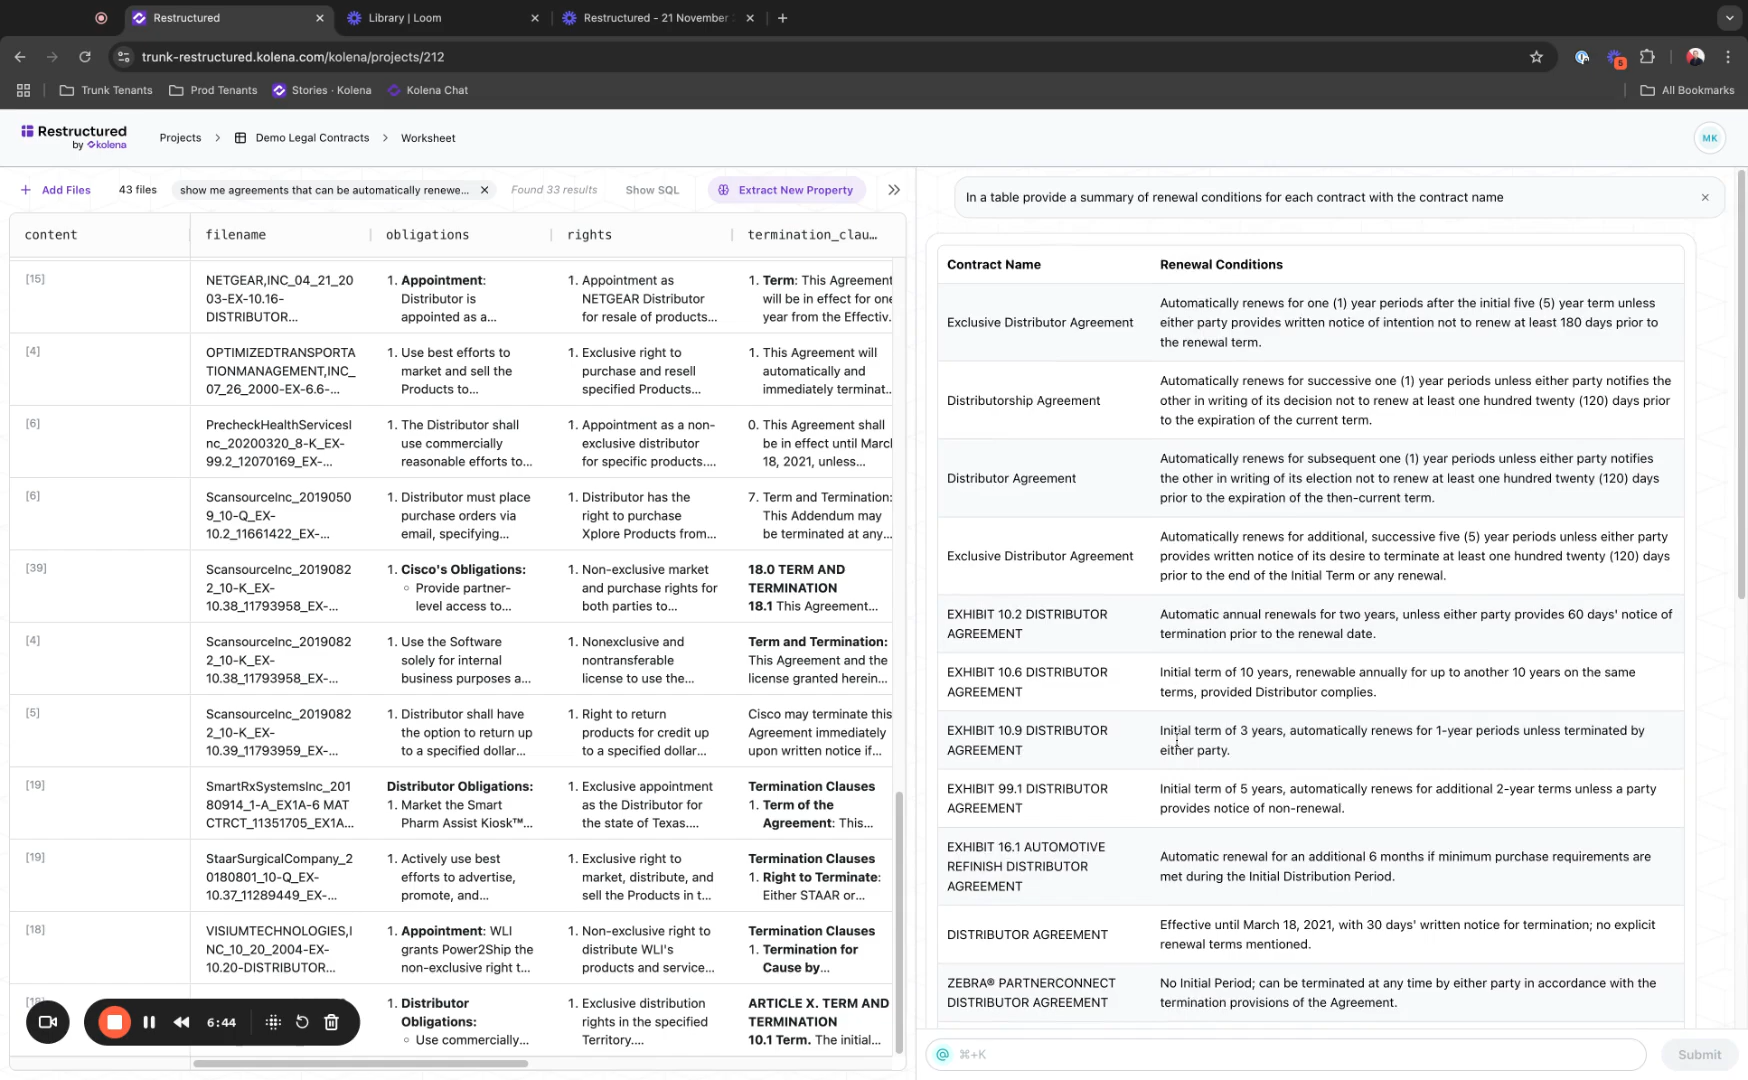 Restructured
Library | Loom
Restructured - 21 November
trunk-restructured.kolena.com/kolena/projects/212
5
Trunk Tenants
Prod Tenants
Stories · Kolena
Kolena Chat
All Bookmarks
Restructured
by kolena
Projects > Demo Legal Contracts > Worksheet
MK
+ Add Files
43 files
show me agreements that can be automatically renewe...
Found 33 results
Show SQL
Extract New Property
content
filename
obligations
rights
termination_clau…
[15]
NETGEAR,INC_04_21_20
03-EX-10.16-
DISTRIBUTOR...
1. Appointment:
Distributor is
appointed as a...
1. Appointment as
NETGEAR Distributor
for resale of products...
1. Term: This Agreement
will be in effect for one
year from the Effectiv.
[4]
OPTIMIZEDTRANSPORTA
TIONMANAGEMENT,INC_
07_26_2000-EX-6.6-...
1. Use best efforts to
market and sell the
Products to...
1. Exclusive right to
purchase and resell
specified Products...
1. This Agreement will
automatically and
immediately terminat..
[6]
PrecheckHealthServicesI
nc_20200320_8-K_EX-
99.2_12070169_EX-...
1. The Distributor shall
use commercially
reasonable efforts to...
1. Appointment as a non-
exclusive distributor
for specific products....
0. This Agreement shall
be in effect until March
18, 2021, unless...
[6]
ScansourceInc_2019050
9_10-Q_EX-
10.2_11661422_EX-...
1. Distributor must place
purchase orders via
email, specifying...
1. Distributor has the
right to purchase
Xplore Products from...
7. Term and Termination:
This Addendum may
be terminated at any...
[39]
ScansourceInc_2019082
2_10-K_EX-
10.38_11793958_EX-...
1. Cisco's Obligations:
○ Provide partner-
level access to...
1. Non-exclusive market
and purchase rights for
both parties to...
18.0 TERM AND
TERMINATION
18.1 This Agreement...
[4]
ScansourceInc_2019082
2_10-K_EX-
10.38_11793958_EX-...
1. Use the Software
solely for internal
business purposes a...
1. Nonexclusive and
nontransferable
license to use the...
Term and Termination:
This Agreement and the
license granted herein...
[5]
ScansourceInc_2019082
2_10-K_EX-
10.39_11793959_EX-...
1. Distributor shall have
the option to return up
to a specified dollar...
1. Right to return
products for credit up
to a specified dollar...
Cisco may terminate this
Agreement immediately
upon written notice if...
[19]
SmartRxSystemsInc_201
80914_1-A_EX1A-6 MAT
CTRCT_11351705_EX1A...
Distributor Obligations:
1. Market the Smart
Pharm Assist Kiosk™...
1. Exclusive appointment
as the Distributor for
the state of Texas....
Termination Clauses
1. Term of the
Agreement: This...
[19]
StaarSurgicalCompany_2
0180801_10-Q_EX-
10.37_11289449_EX-...
1. Actively use best
efforts to advertise,
promote, and...
1. Exclusive right to
market, distribute, and
sell the Products in t...
Termination Clauses
1. Right to Terminate:
Either STAAR or...
[18]
VISIUMTECHNOLOGIES,I
NC_10_20_2004-EX-
10.20-DISTRIBUTOR...
1. Appointment: WLI
grants Power2Ship the
non-exclusive right t...
1. Non-exclusive right to
distribute WLI's
products and service...
Termination Clauses
1. Termination for
Cause by...
1. Distributor
Obligations:
○ Use commercially...
1. Exclusive distribution
rights in the specified
Territory....
ARTICLE X. TERM AND
TERMINATION
10.1 Term. The initial...
6:44
In a table provide a summary of renewal conditions for each contract with the contract name
Contract Name
Renewal Conditions
Exclusive Distributor Agreement
Automatically renews for one (1) year periods after the initial five (5) year term unless
either party provides written notice of intention not to renew at least 180 days prior to
the renewal term.
Distributorship Agreement
Automatically renews for successive one (1) year periods unless either party notifies the
other in writing of its decision not to renew at least one hundred twenty (120) days prior
to the expiration of the current term.
Distributor Agreement
Automatically renews for subsequent one (1) year periods unless either party notifies
the other in writing of its election not to renew at least one hundred twenty (120) days
prior to the expiration of the then-current term.
Exclusive Distributor Agreement
Automatically renews for additional, successive five (5) year periods unless either party
provides written notice of its desire to terminate at least one hundred twenty (120) days
prior to the end of the Initial Term or any renewal.
EXHIBIT 10.2 DISTRIBUTOR
AGREEMENT
Automatic annual renewals for two years, unless either party provides 60 days' notice of
termination prior to the renewal date.
EXHIBIT 10.6 DISTRIBUTOR
AGREEMENT
Initial term of 10 years, renewable annually for up to another 10 years on the same
terms, provided Distributor complies.
EXHIBIT 10.9 DISTRIBUTOR
AGREEMENT
Initial term of 3 years, automatically renews for 1-year periods unless terminated by
either party.
EXHIBIT 99.1 DISTRIBUTOR
AGREEMENT
Initial term of 5 years, automatically renews for additional 2-year terms unless a party
provides notice of non-renewal.
EXHIBIT 16.1 AUTOMOTIVE
REFINISH DISTRIBUTOR
AGREEMENT
Automatic renewal for an additional 6 months if minimum purchase requirements are
met during the Initial Distribution Period.
DISTRIBUTOR AGREEMENT
Effective until March 18, 2021, with 30 days' written notice for termination; no explicit
renewal terms mentioned.
ZEBRA® PARTNERCONNECT
DISTRIBUTOR AGREEMENT
No Initial Period; can be terminated at any time by either party in accordance with the
termination provisions of the Agreement.
@ ⌘+K
Submit